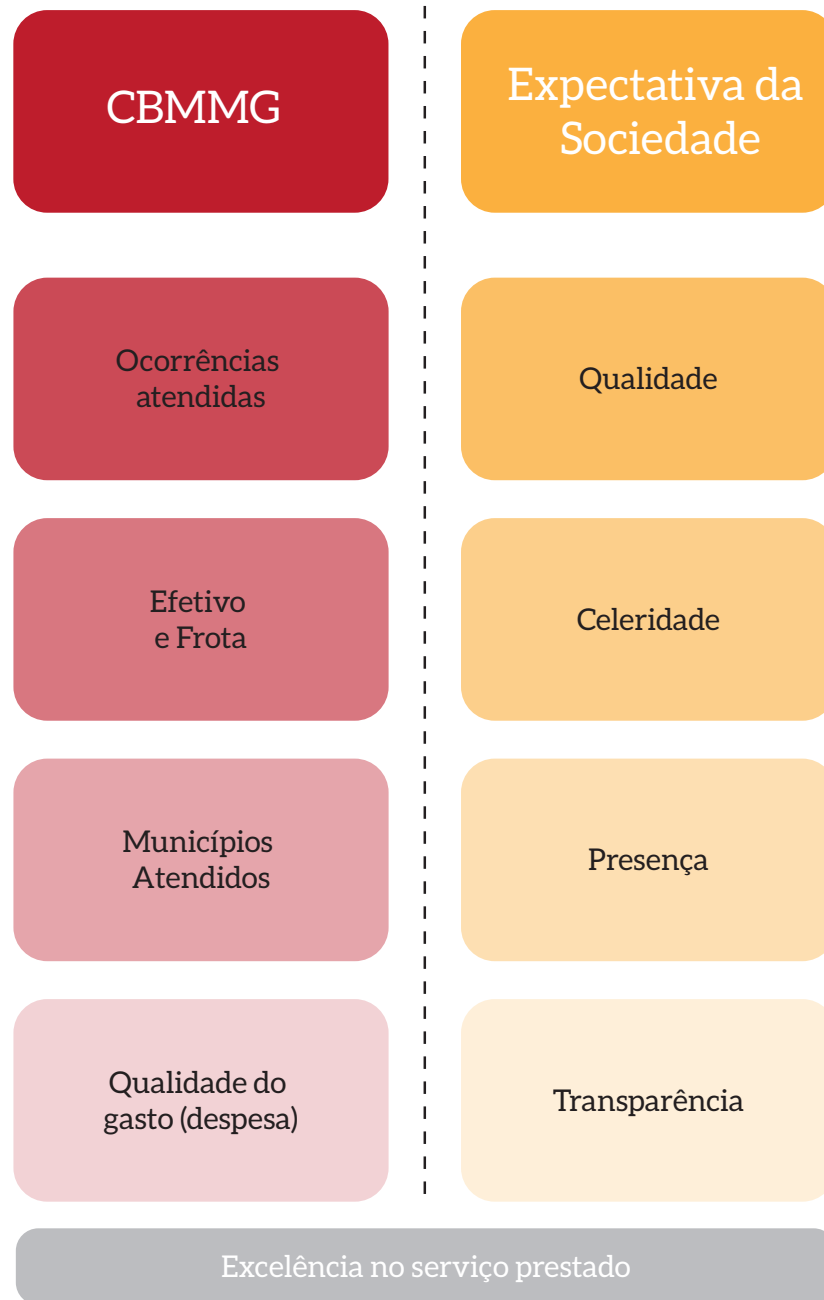 CBMMG
Expectativa da
Sociedade
Ocorrências
atendidas
Qualidade
Efetivo
e Frota
Celeridade
Municípios
Atendidos
Presença
Qualidade do
gasto (despesa)
Transparência
Excelência no serviço prestado